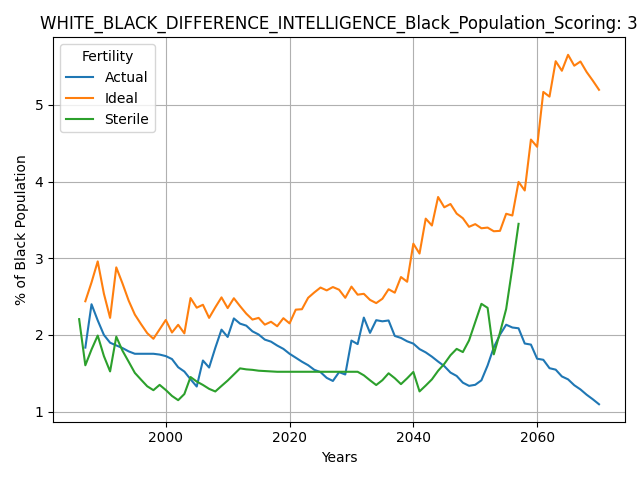 WHITE_BLACK_DIFFERENCE_INTELLIGENCE_Black_Population_Scoring: 3
Fertility
Actual
Ideal
Sterile
5
4
3
2
1
% of Black Population
2000
2020
2040
2060
Years